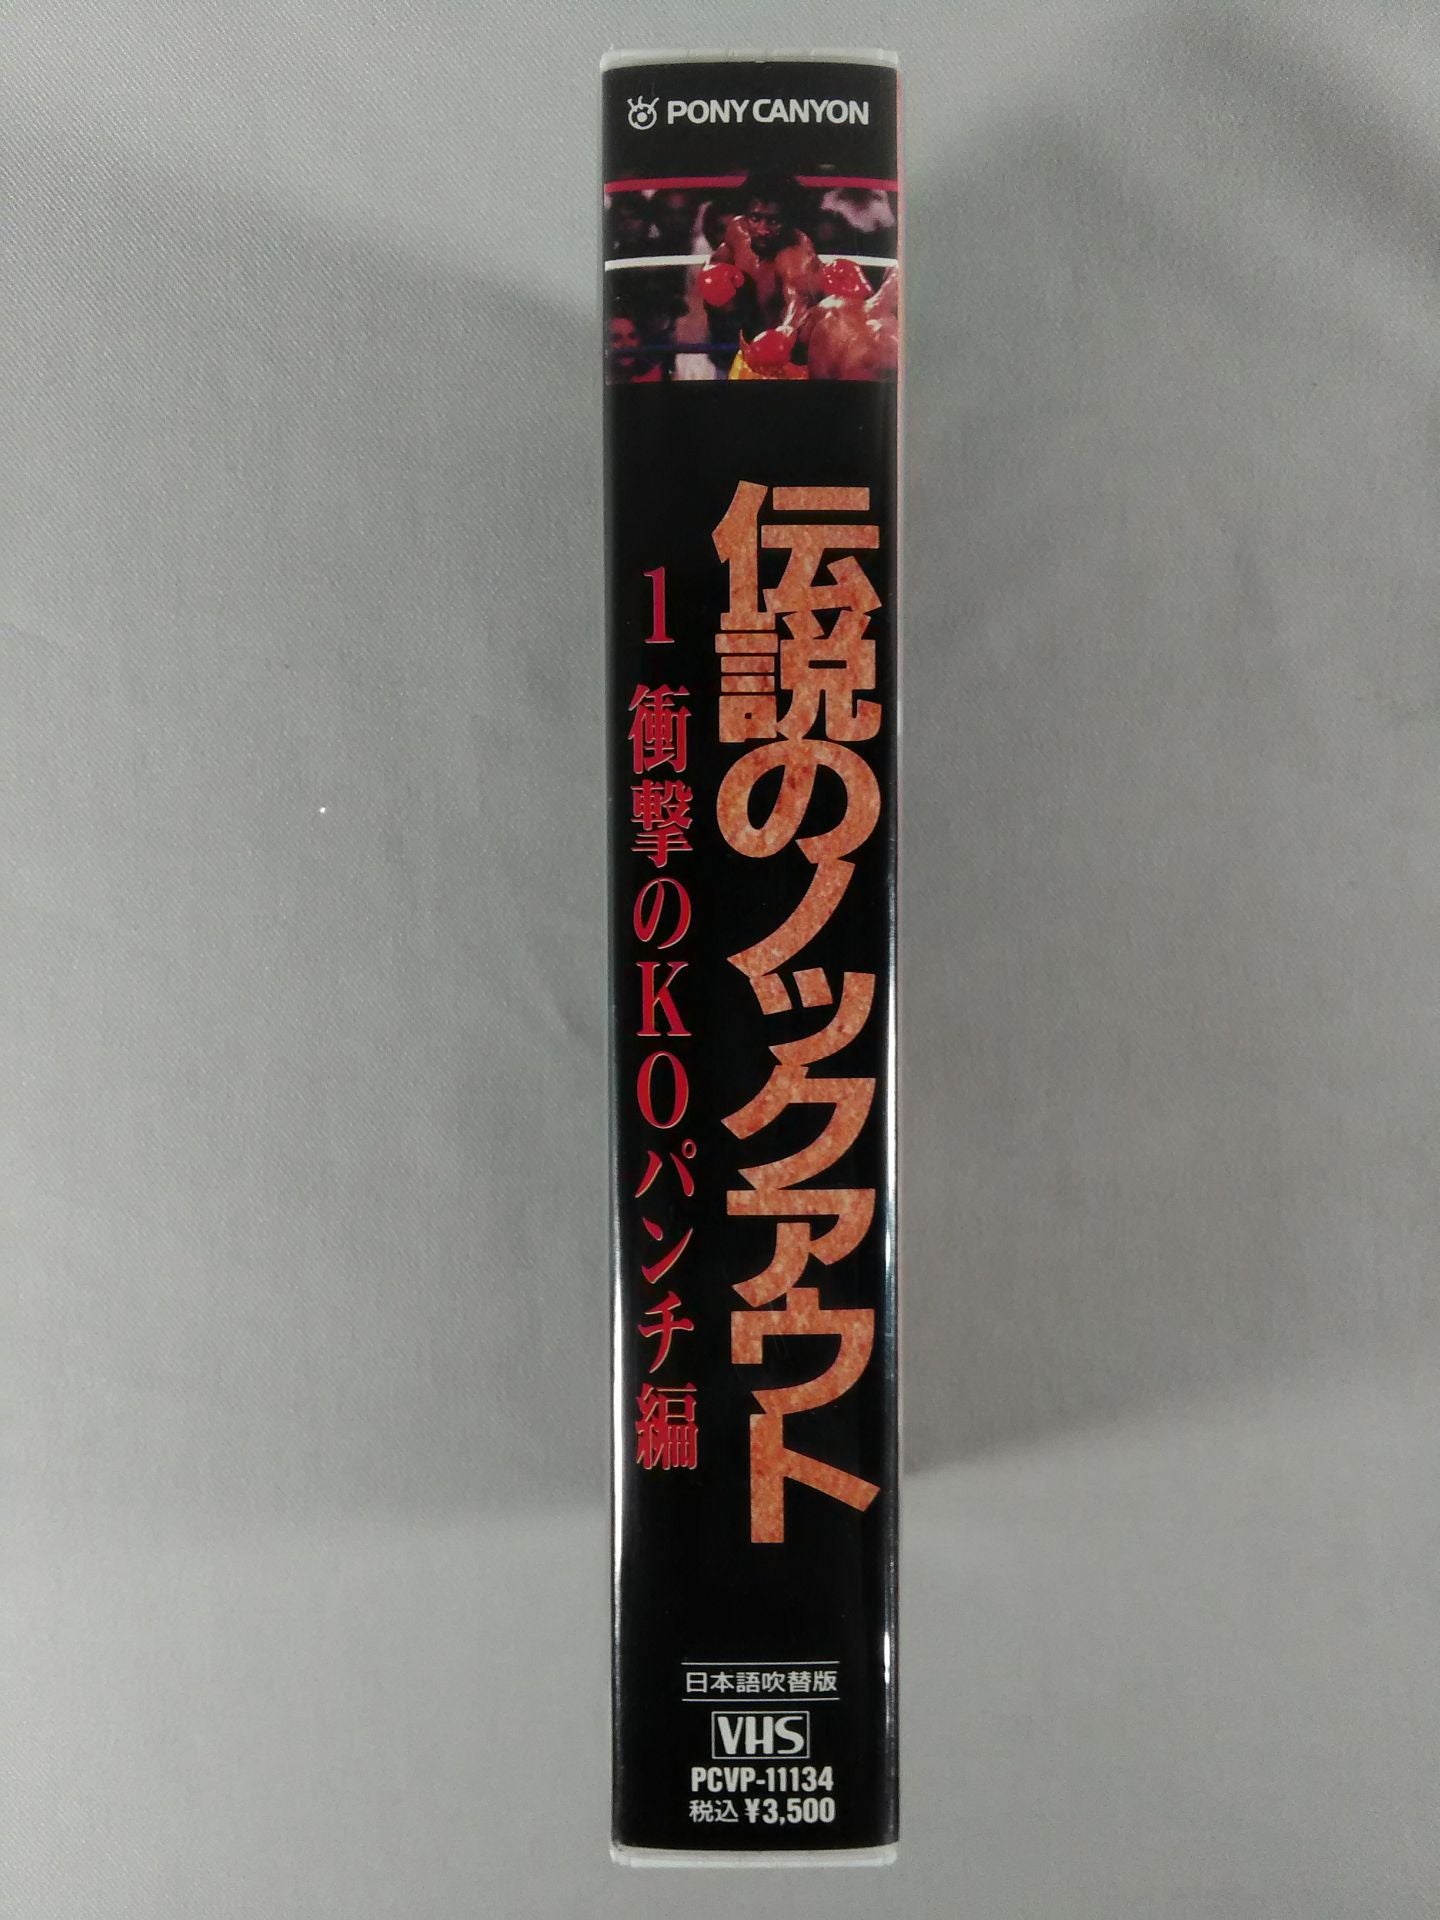 PONY CANYON
伝説のノックアウト
1 衝撃のKOパンチ編
日本語吹替版
VHS
PCVP-11134
税込 ¥3,500